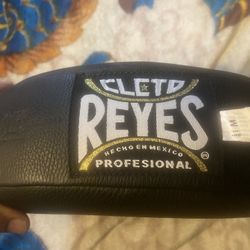 CLETO
REYES
HECHO EN MEXICO
PROFESIONAL